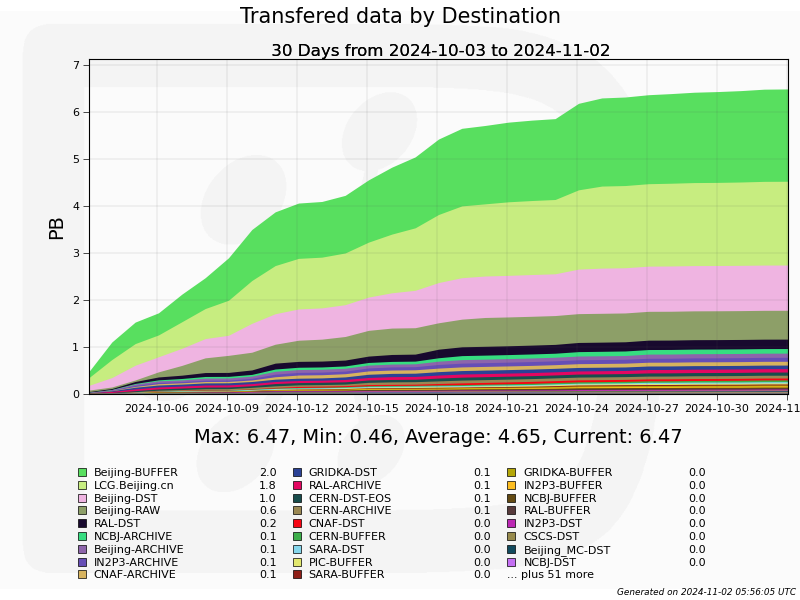 Transfered data by Destination
30 Days from 2024-10-03 to 2024-11-02
PB
7
6
5
4
3
2
1
0
2024-10-06 2024-10-09 2024-10-12 2024-10-15 2024-10-18 2024-10-21 2024-10-24 2024-10-27 2024-10-30 2024-11
Max: 6.47, Min: 0.46, Average: 4.65, Current: 6.47
Beijing-BUFFER 2.0 GRIDKA-DST 0.1 GRIDKA-BUFFER 0.0
LCG.Beijing.cn 1.8 RAL-ARCHIVE 0.1 IN2P3-BUFFER 0.0
Beijing-DST 1.0 CERN-DST-EOS 0.1 NCBJ-BUFFER 0.0
Beijing-RAW 0.6 CERN-ARCHIVE 0.1 RAL-BUFFER 0.0
RAL-DST 0.2 CNAF-DST 0.0 IN2P3-DST 0.0
NCBJ-ARCHIVE 0.1 CERN-BUFFER 0.0 CSCS-DST 0.0
Beijing-ARCHIVE 0.1 SARA-DST 0.0 Beijing_MC-DST 0.0
IN2P3-ARCHIVE 0.1 PIC-BUFFER 0.0 NCBJ-DST 0.0
CNAF-ARCHIVE 0.1 SARA-BUFFER 0.0 ... plus 51 more
Generated on 2024-11-02 05:56:05 UTC